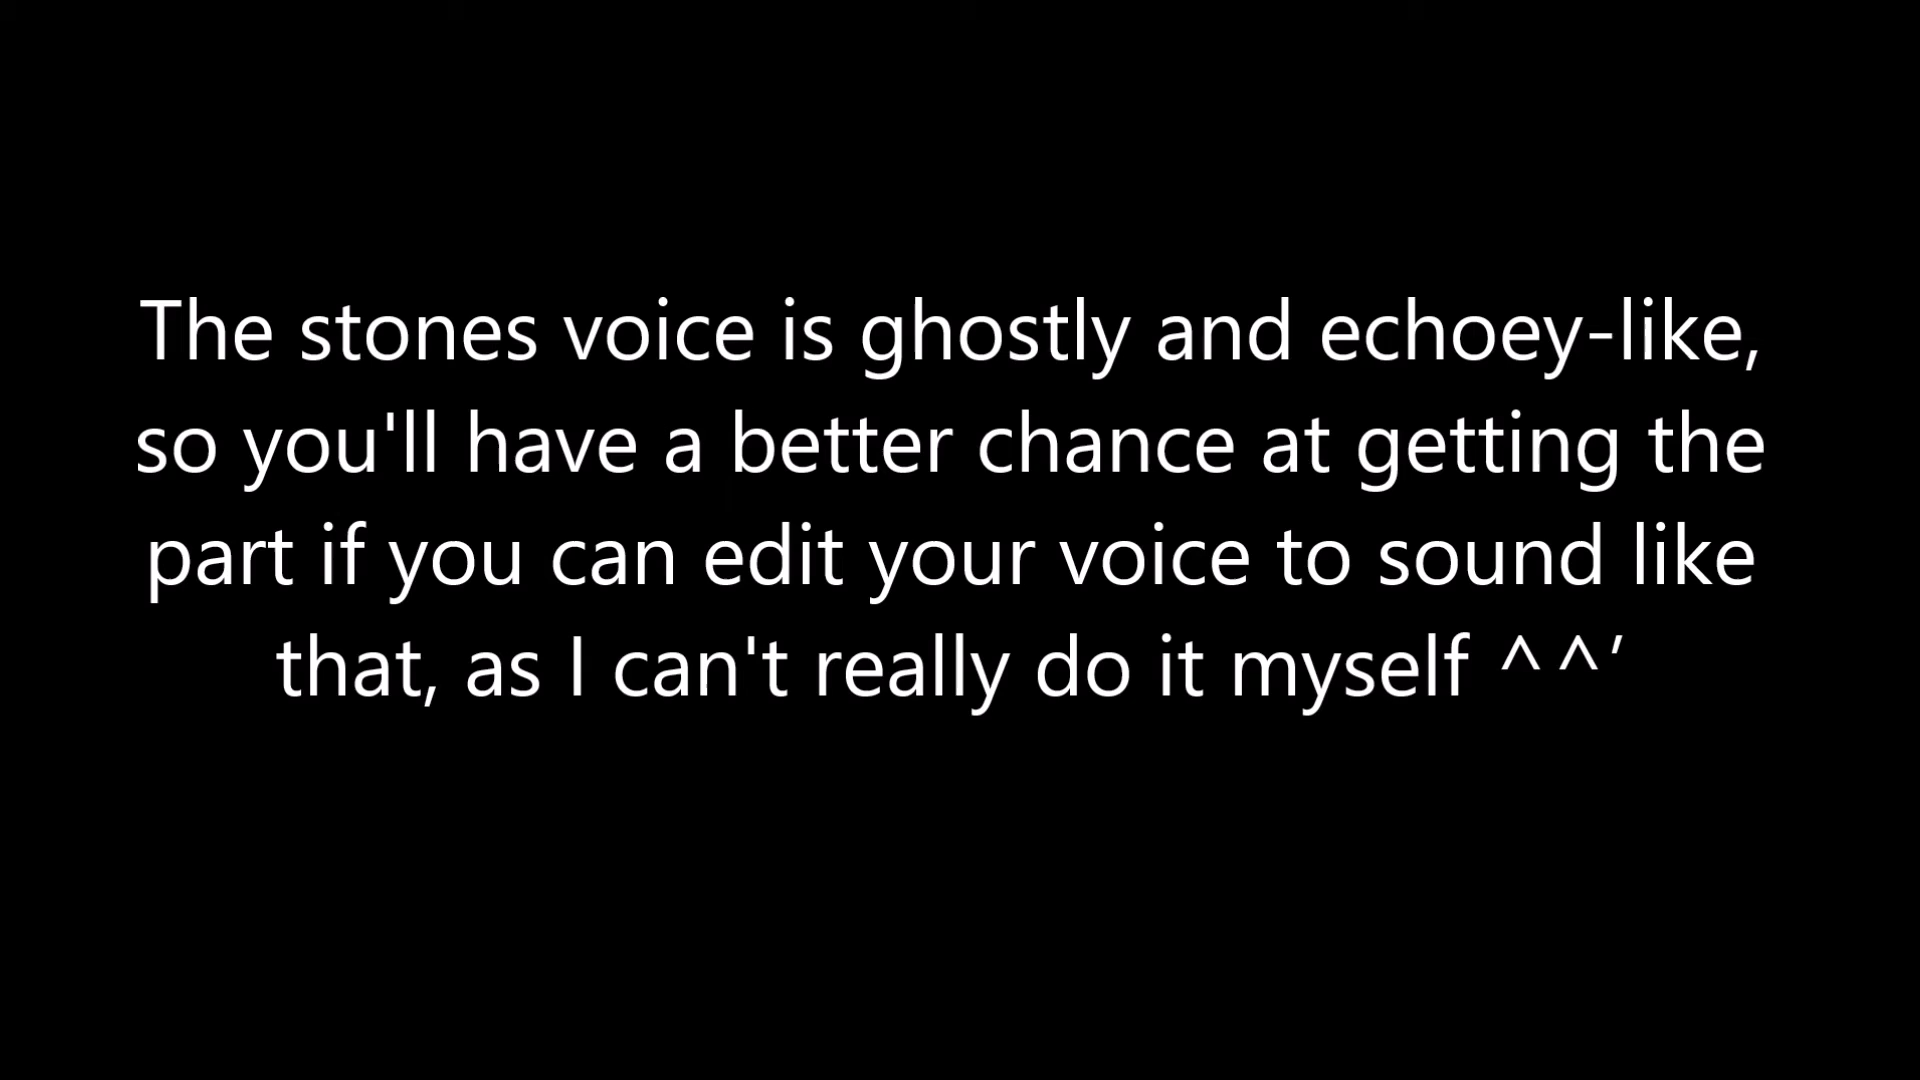 The stones voice is ghostly and echoey-like,
so you'll have a better chance at getting the
part if you can edit your voice to sound like
that, as I can't really do it myself ^^’